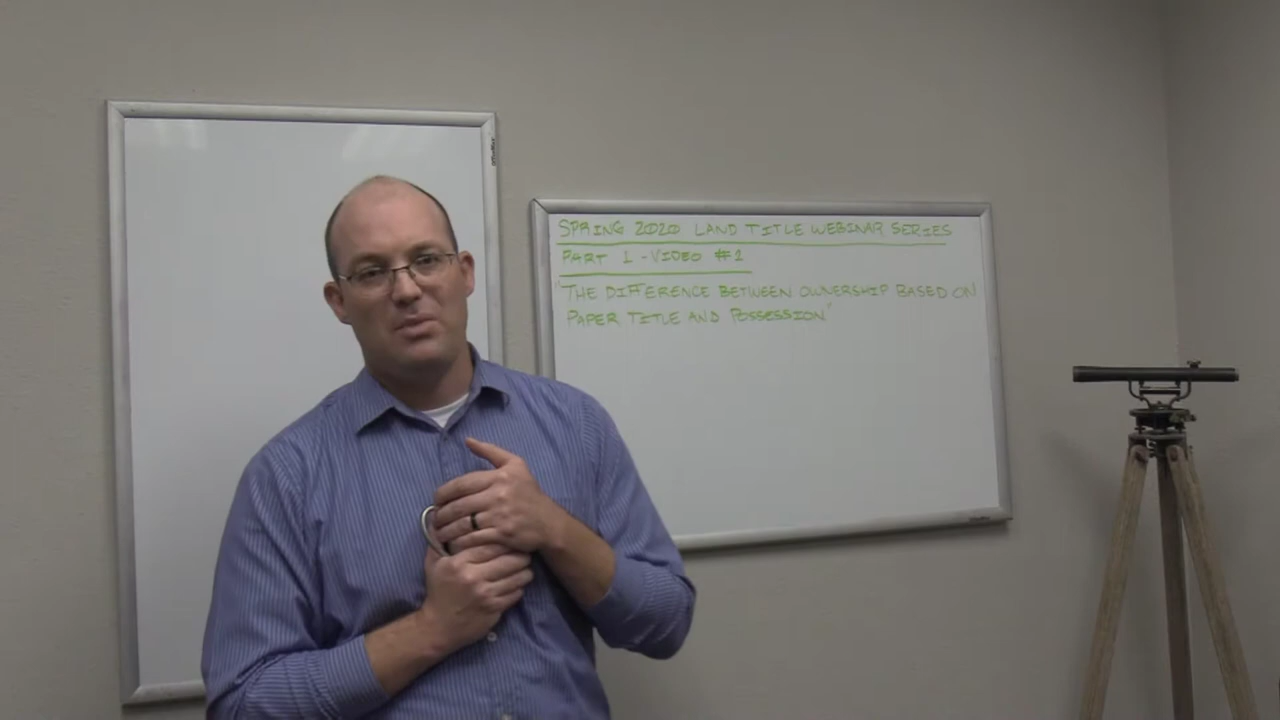 SPRING 2020 LAND TITLE WEBINAR SERIES
PART 1 - VIDEO #1
"THE DIFFERENCE BETWEEN OWNERSHIP BASED ON
PAPER TITLE AND POSSESSION"